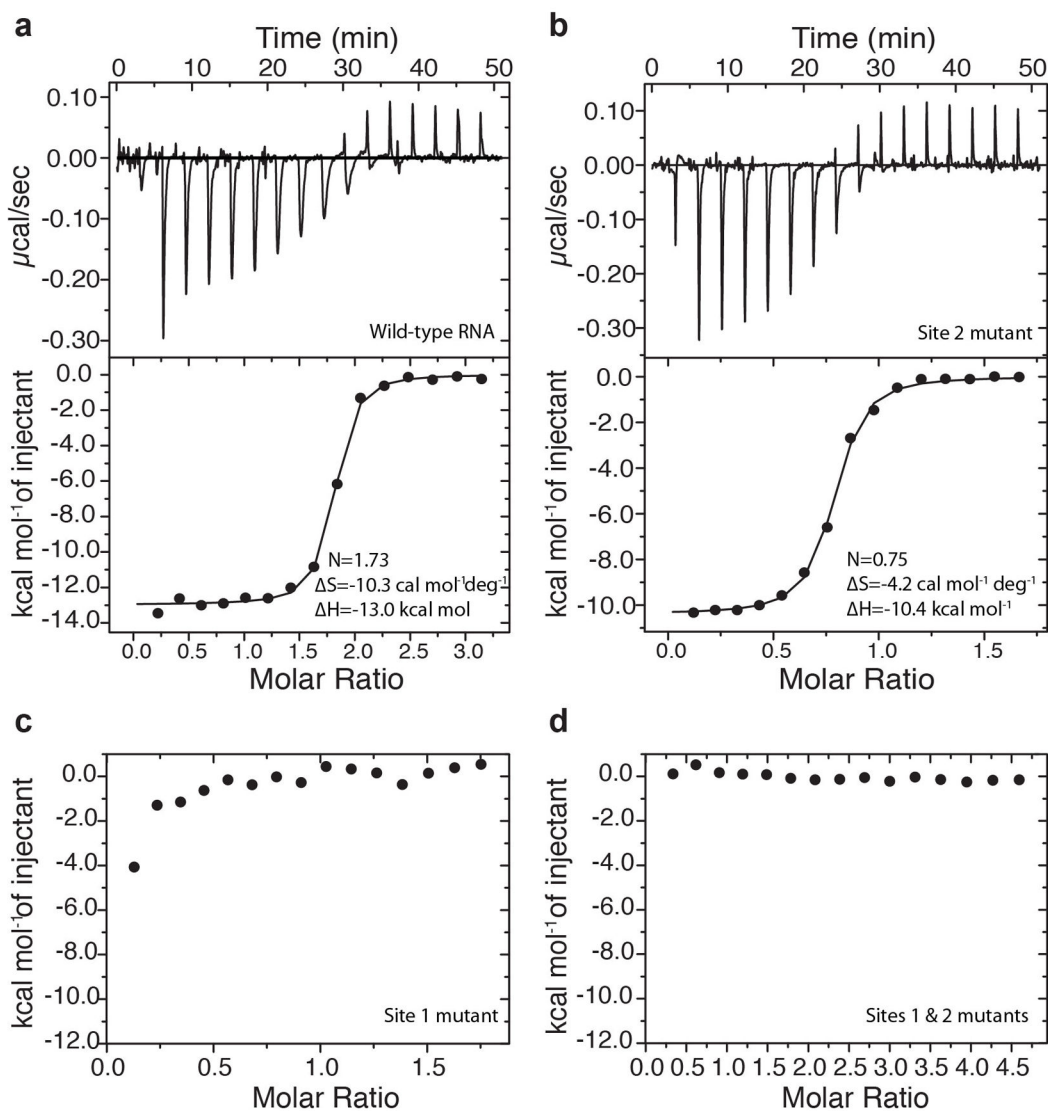 a
Time (min)
0 10 20 30 40 50
0.10
0.00
-0.10
-0.20
-0.30
µcal/sec
Wild-type RNA
0.0
-2.0
-4.0
-6.0
-8.0
-10.0
-12.0
-14.0
kcal mol⁻¹ of injectant
N=1.73
ΔS=-10.3 cal mol⁻¹deg⁻¹
ΔH=-13.0 kcal mol
0.0 0.5 1.0 1.5 2.0 2.5 3.0
Molar Ratio
b
Time (min)
0 10 20 30 40 50
0.10
0.00
-0.10
-0.20
-0.30
µcal/sec
Site 2 mutant
0.0
-2.0
-4.0
-6.0
-8.0
-10.0
kcal mol⁻¹ of injectant
N=0.75
ΔS=-4.2 cal mol⁻¹ deg⁻¹
ΔH=-10.4 kcal mol⁻¹
0.0 0.5 1.0 1.5
Molar Ratio
c
0.0
-2.0
-4.0
-6.0
-8.0
-10.0
-12.0
kcal mol⁻¹of injectant
Site 1 mutant
0.0 0.5 1.0 1.5
Molar Ratio
d
0.0
-2.0
-4.0
-6.0
-8.0
-10.0
-12.0
kcal mol⁻¹of injectant
Sites 1 & 2 mutants
0.0 0.5 1.0 1.5 2.0 2.5 3.0 3.5 4.0 4.5
Molar Ratio